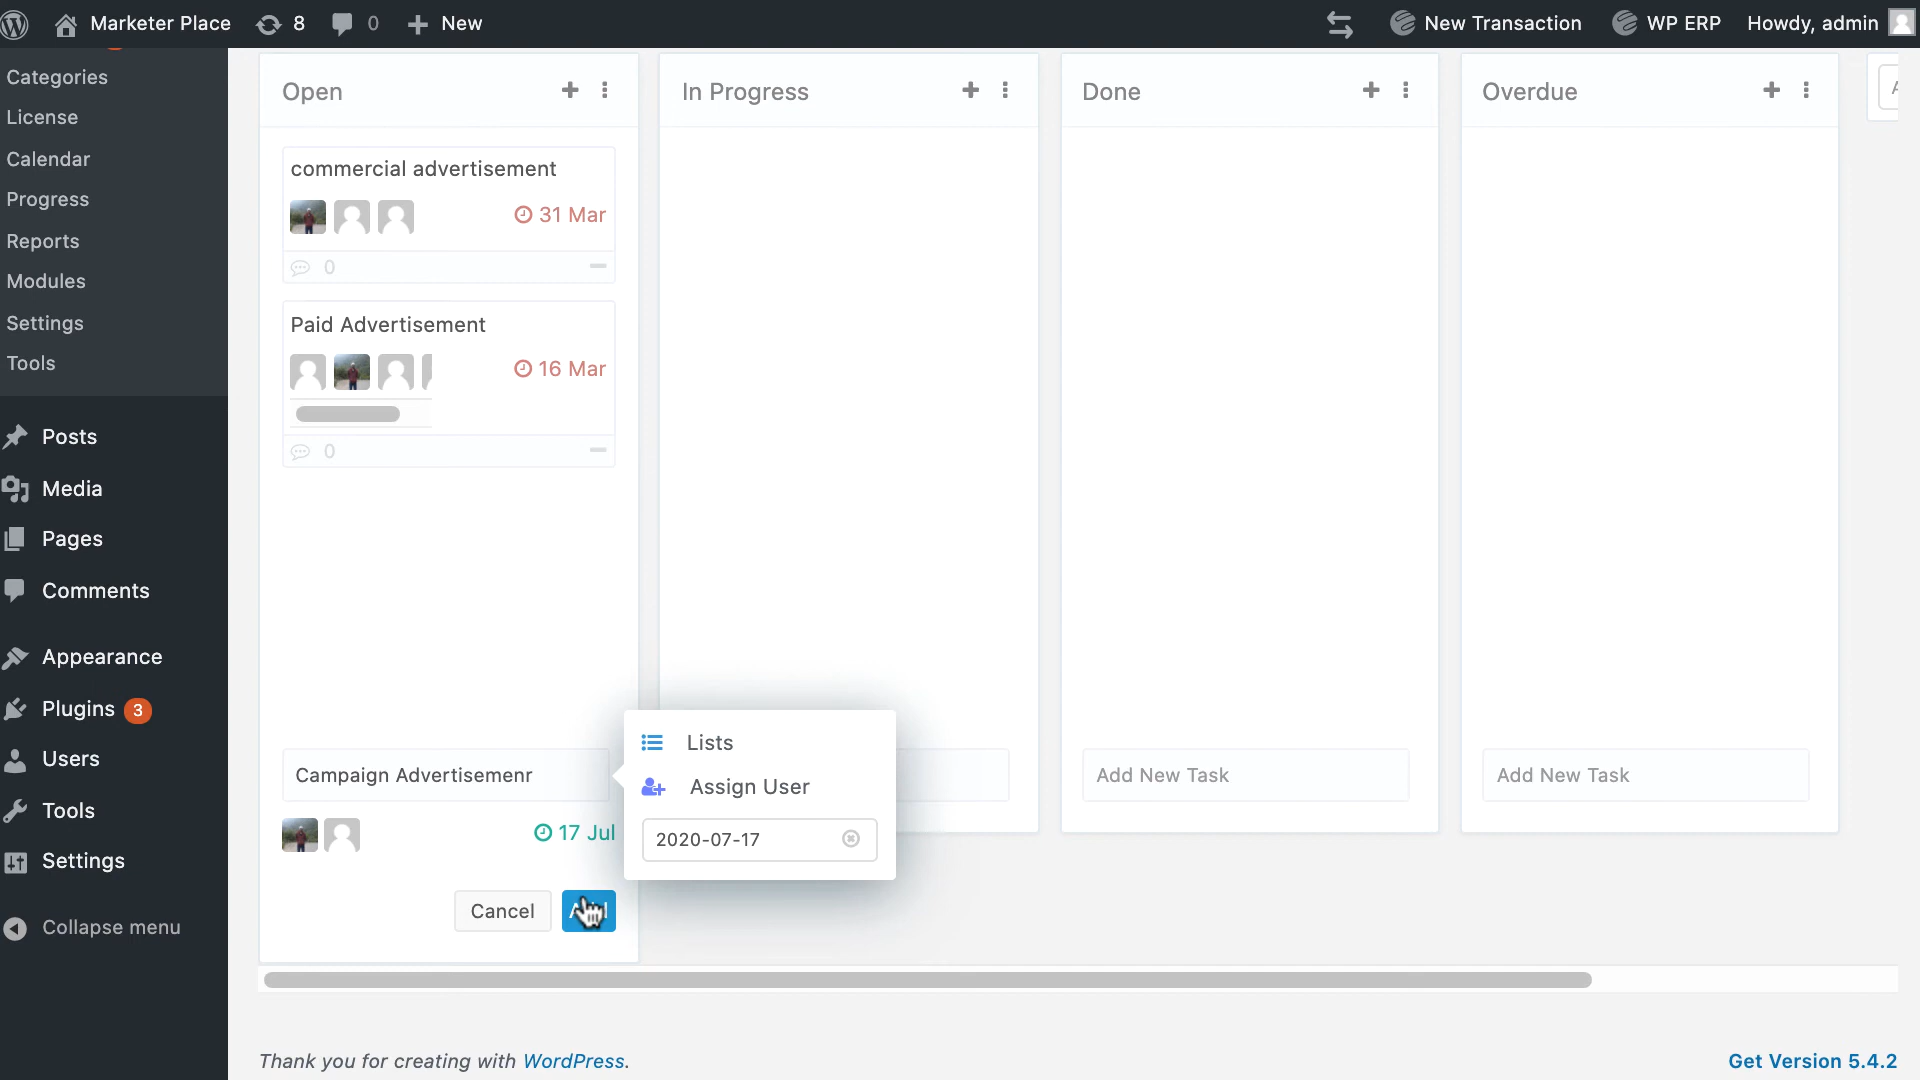 Marketer Place 8 0 New New Transaction WP ERP Howdy, admin
Categories
License
Calendar
Progress
Reports
Modules
Settings
Tools
Posts
Media
Pages
Comments
Appearance
Plugins 3
Users
Tools
Settings
Collapse menu
Open
commercial advertisement
31 Mar
0
Paid Advertisement
16 Mar
0
Campaign Advertisemenr
17 Jul
Cancel
In Progress
Lists
Assign User
2020-07-17
Done
Add New Task
Overdue
Add New Task
Thank you for creating with WordPress.
Get Version 5.4.2